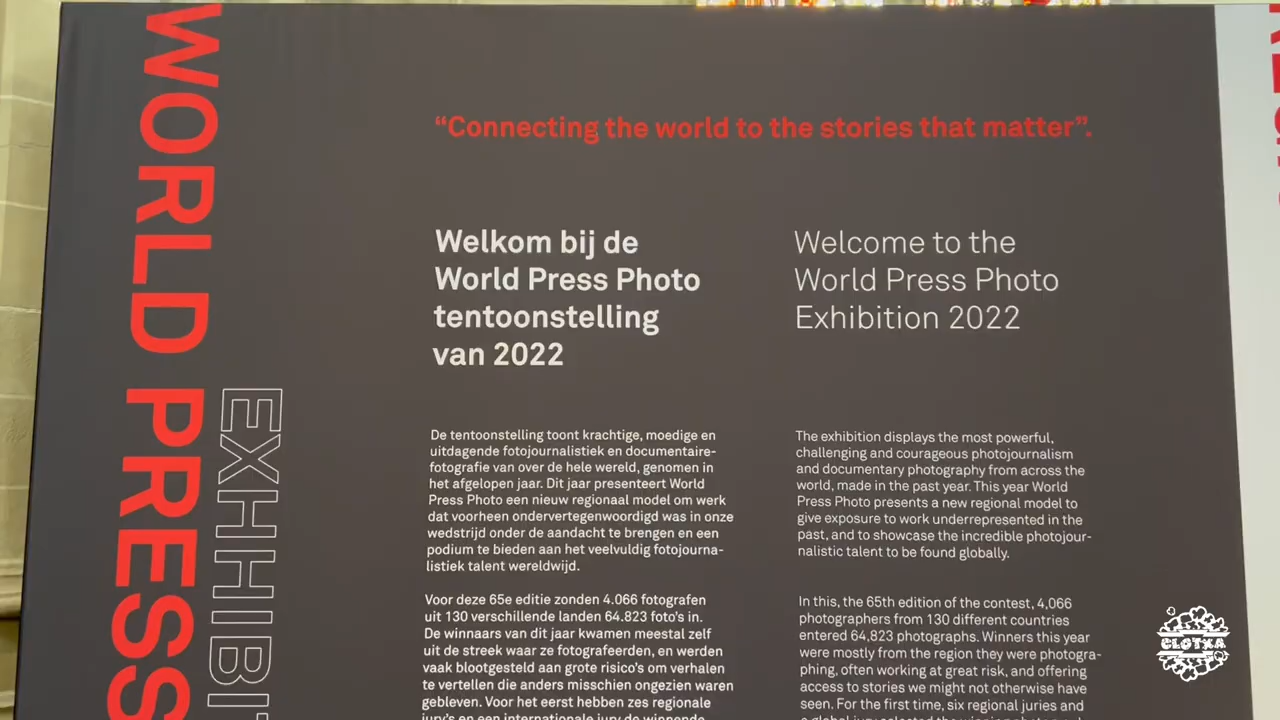 WORLD PRESS
EXHIBIT
“Connecting the world to the stories that matter”.
Welkom bij de
World Press Photo
tentoonstelling
van 2022
De tentoonstelling toont krachtige, moedige en
uitdagende fotojournalistiek en documentaire-
fotografie van over de hele wereld, genomen in
het afgelopen jaar. Dit jaar presenteert World
Press Photo een nieuw regionaal model om werk
dat voorheen ondervertegenwoordigd was in onze
wedstrijd onder de aandacht te brengen en een
podium te bieden aan het veelvuldig fotojourna-
listiek talent wereldwijd.
Voor deze 65e editie zonden 4.066 fotografen
uit 130 verschillende landen 64.823 foto's in.
De winnaars van dit jaar kwamen meestal zelf
uit de streek waar ze fotografeerden, en werden
vaak blootgesteld aan grote risico's om verhalen
te vertellen die anders misschien ongezien waren
gebleven. Voor het eerst hebben zes regionale
jury's en een internationale jury de winnende
Welcome to the
World Press Photo
Exhibition 2022
The exhibition displays the most powerful,
challenging and courageous photojournalism
and documentary photography from across the
world, made in the past year. This year World
Press Photo presents a new regional model to
give exposure to work underrepresented in the
past, and to showcase the incredible photojour-
nalistic talent to be found globally.
In this, the 65th edition of the contest, 4,066
photographers from 130 different countries
entered 64,823 photographs. Winners this year
were mostly from the region they were photogra-
phing, often working at great risk, and offering
access to stories we might not otherwise have
seen. For the first time, six regional juries and
CLOTXA